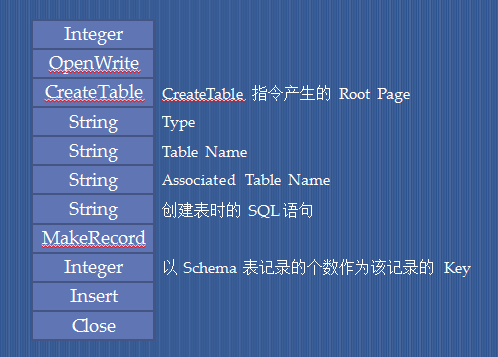 Integer
OpenWrite
CreateTable CreateTable 指令产生的 Root Page
String Type
String Table Name
String Associated Table Name
String 创建表时的 SQL 语句
MakeRecord
Integer 以 Schema 表记录的个数作为该记录的 Key
Insert
Close